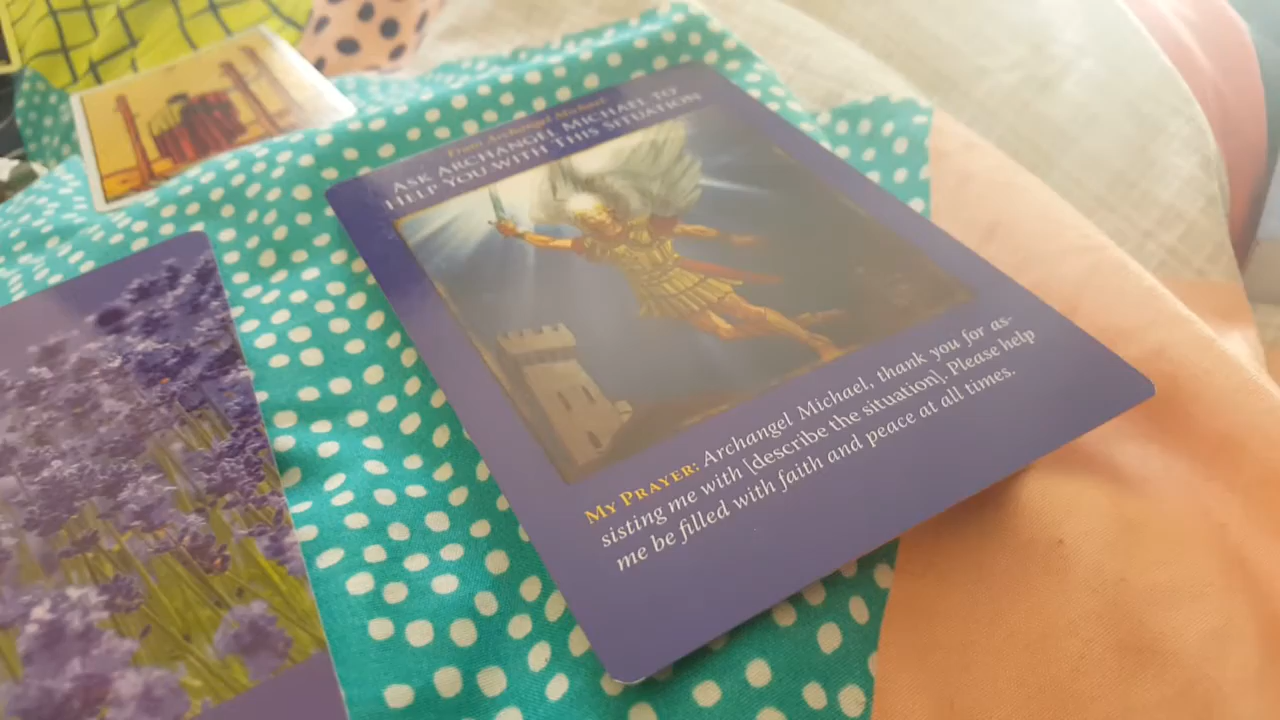 From Archangel Michael
ASK ARCHANGEL MICHAEL TO
HELP YOU WITH THIS SITUATION
MY PRAYER: Archangel Michael, thank you for as-
sisting me with [describe the situation]. Please help
me be filled with faith and peace at all times.